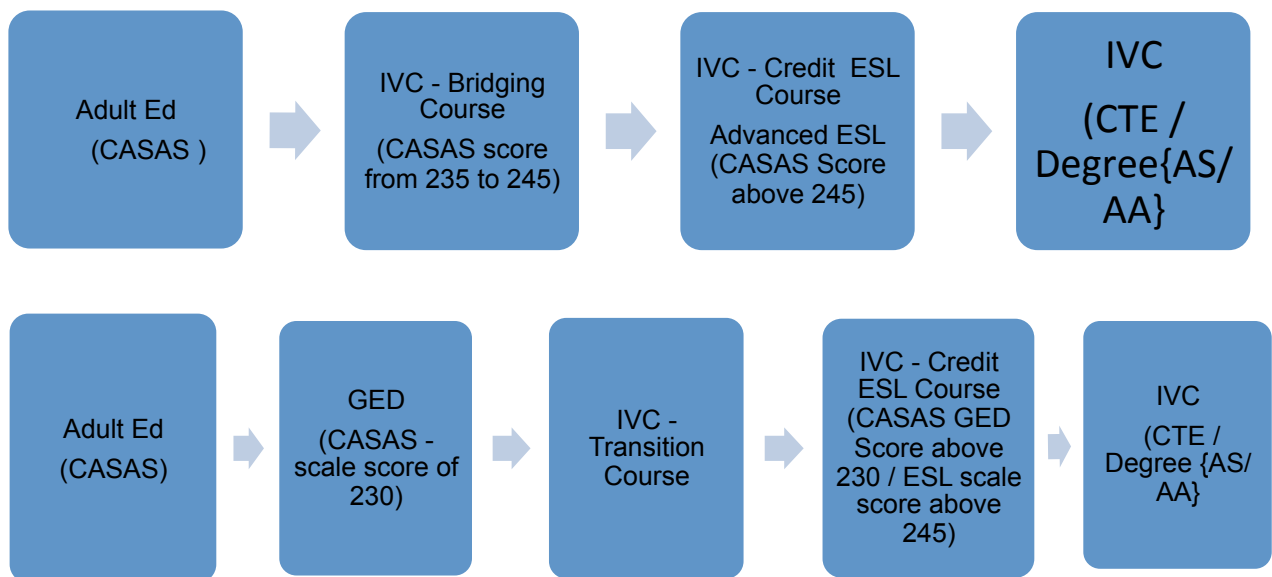 Adult Ed
(CASAS )
IVC - Bridging
Course
(CASAS score
from 235 to 245)
IVC - Credit ESL
Course
Advanced ESL
(CASAS Score
above 245)
IVC
(CTE /
Degree{AS/
AA}
Adult Ed
(CASAS)
GED
(CASAS -
scale score of
230)
IVC -
Transition
Course
IVC - Credit
ESL Course
(CASAS GED
Score above
230 / ESL scale
score above
245)
IVC
(CTE /
Degree {AS/
AA}